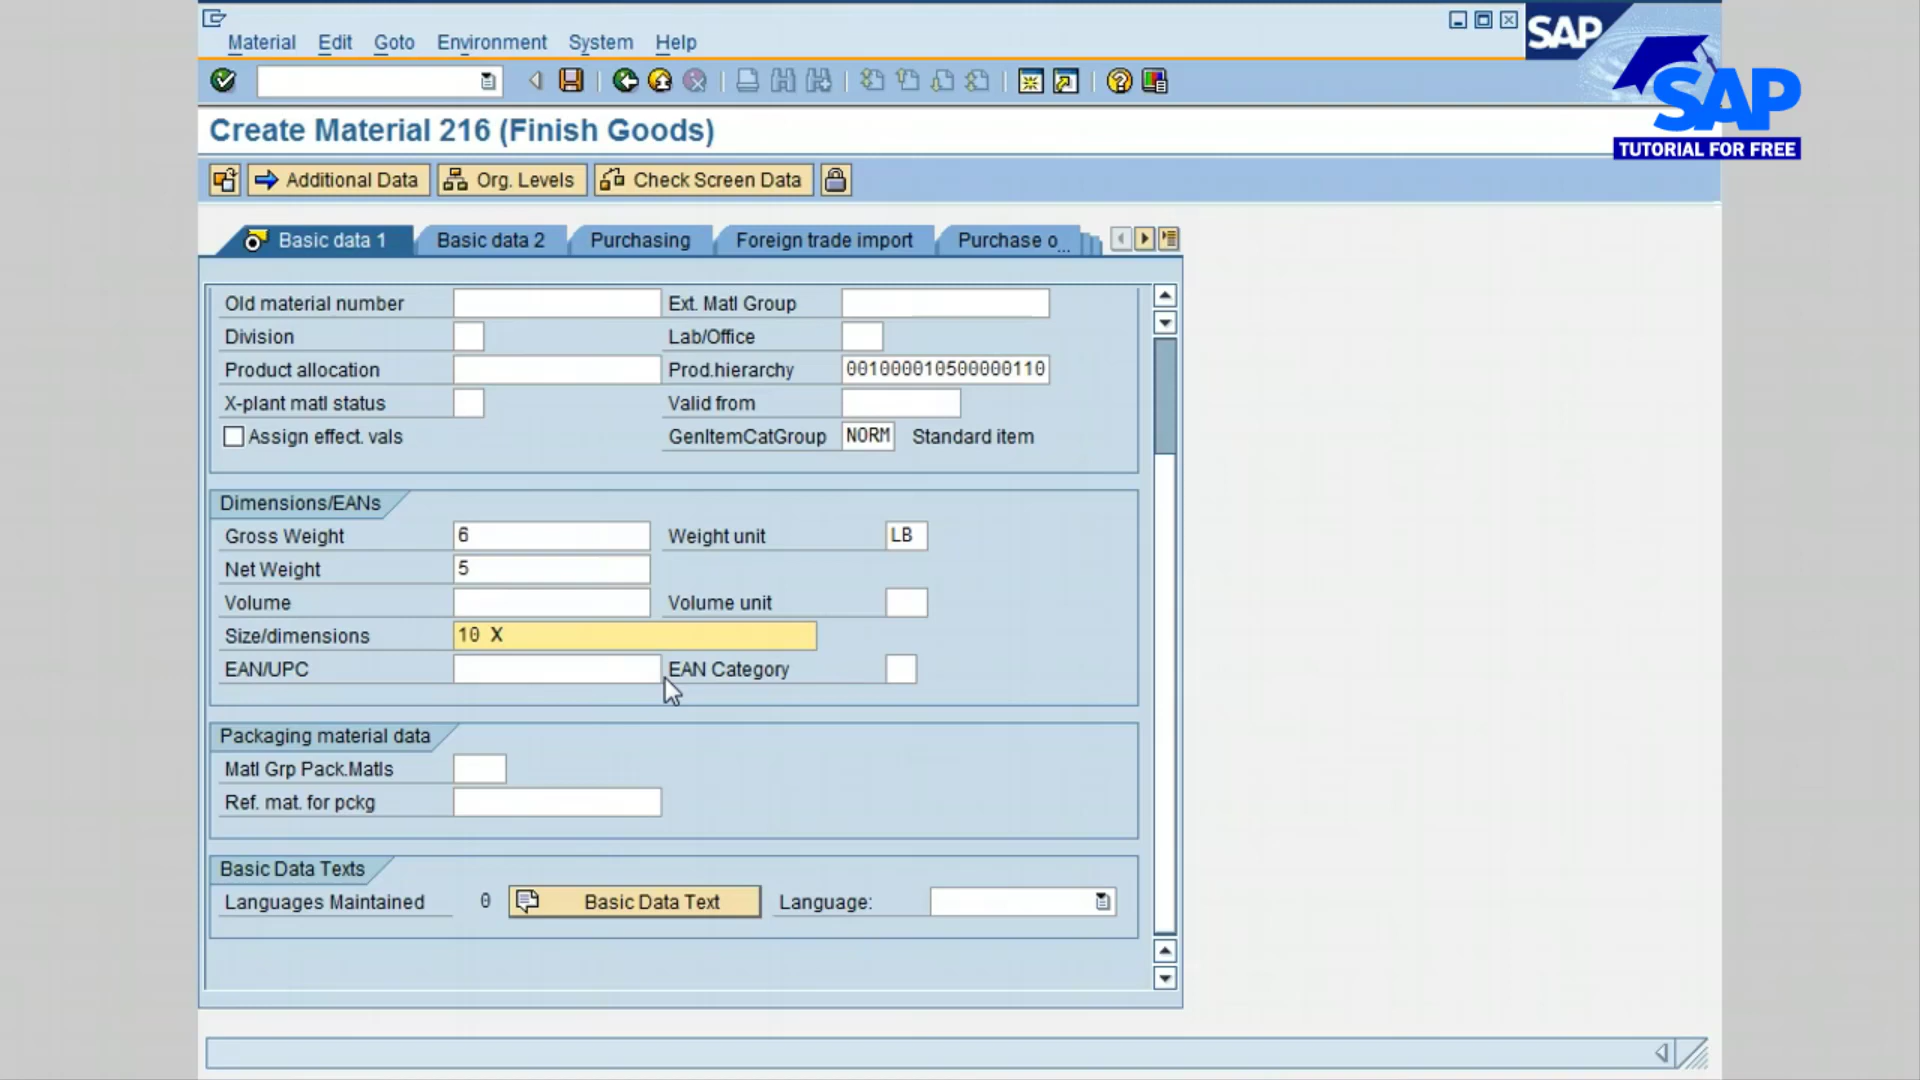 Material Edit Goto Environment System Help
SAP
SAP
TUTORIAL FOR FREE
Create Material 216 (Finish Goods)
Additional Data Org. Levels Check Screen Data
Basic data 1 Basic data 2 Purchasing Foreign trade import Purchase o...
Old material number Ext. Matl Group
Division Lab/Office
Product allocation Prod.hierarchy 001000010500000110
X-plant matl status Valid from
Assign effect. vals GenItemCatGroup NORM Standard item
Dimensions/EANs
Gross Weight 6 Weight unit LB
Net Weight 5
Volume Volume unit
Size/dimensions 10 X
EAN/UPC EAN Category
Packaging material data
Matl Grp Pack.Matls
Ref. mat. for pckg
Basic Data Texts
Languages Maintained 0 Basic Data Text Language: